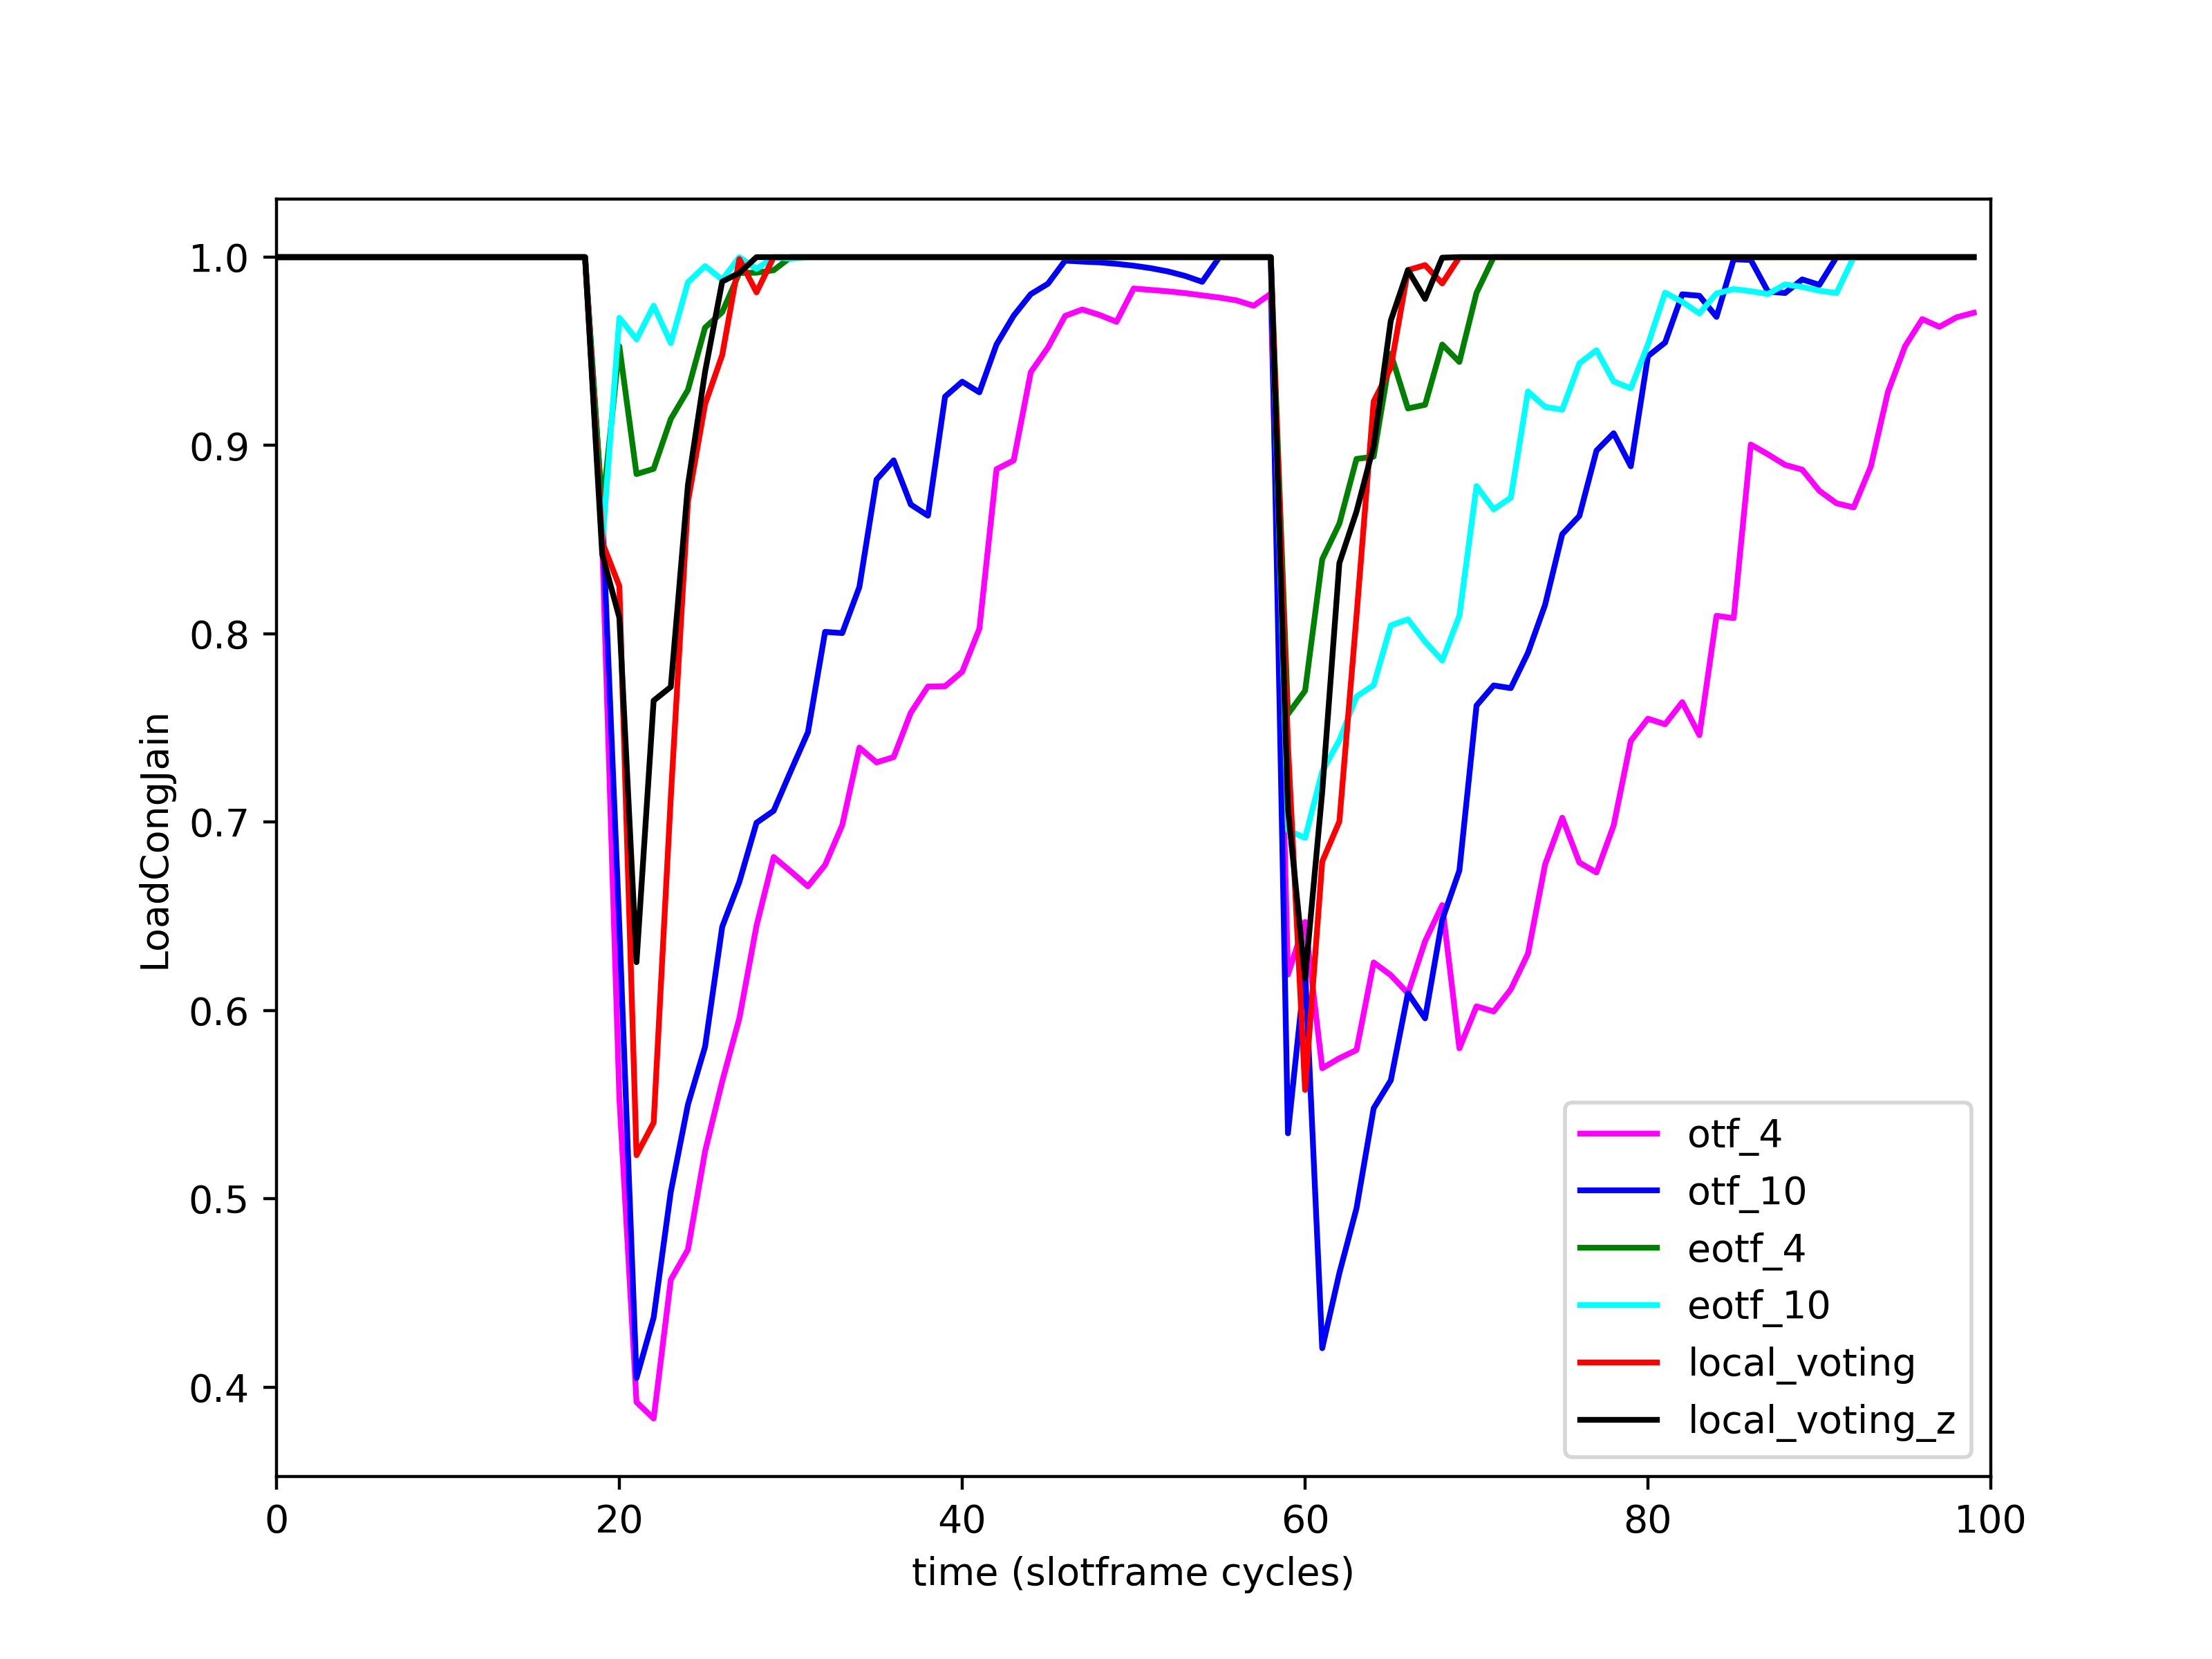 1.0
0.9
0.8
0.7
0.6
0.5
0.4
LoadCongJain
0 20 40 60 80 100
time (slotframe cycles)
otf_4
otf_10
eotf_4
eotf_10
local_voting
local_voting_z